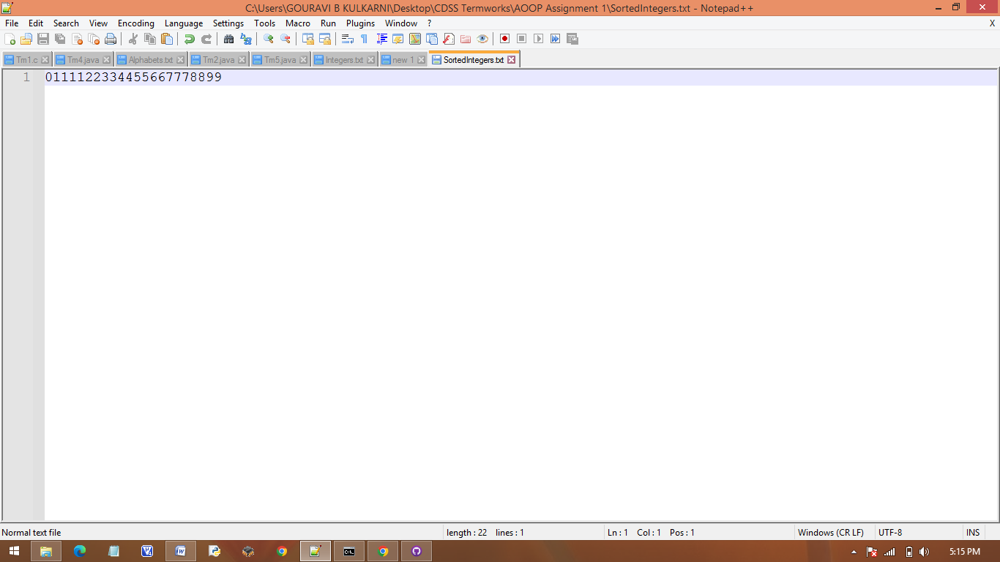 C:\Users\GOURAVI B KULKARNI\Desktop\CDSS Termworks\AOOP Assignment 1\SortedIntegers.txt - Notepad++
File Edit Search View Encoding Language Settings Tools Macro Run Plugins Window ? X
Tm1.c Tm4.java Alphabets.txt Tm2.java Tm5.java Integers.txt new 1 SortedIntegers.txt
1 0111122334455667778899
Normal text file length : 22 lines : 1 Ln : 1 Col : 1 Pos : 1 Windows (CR LF) UTF-8 INS
5:15 PM